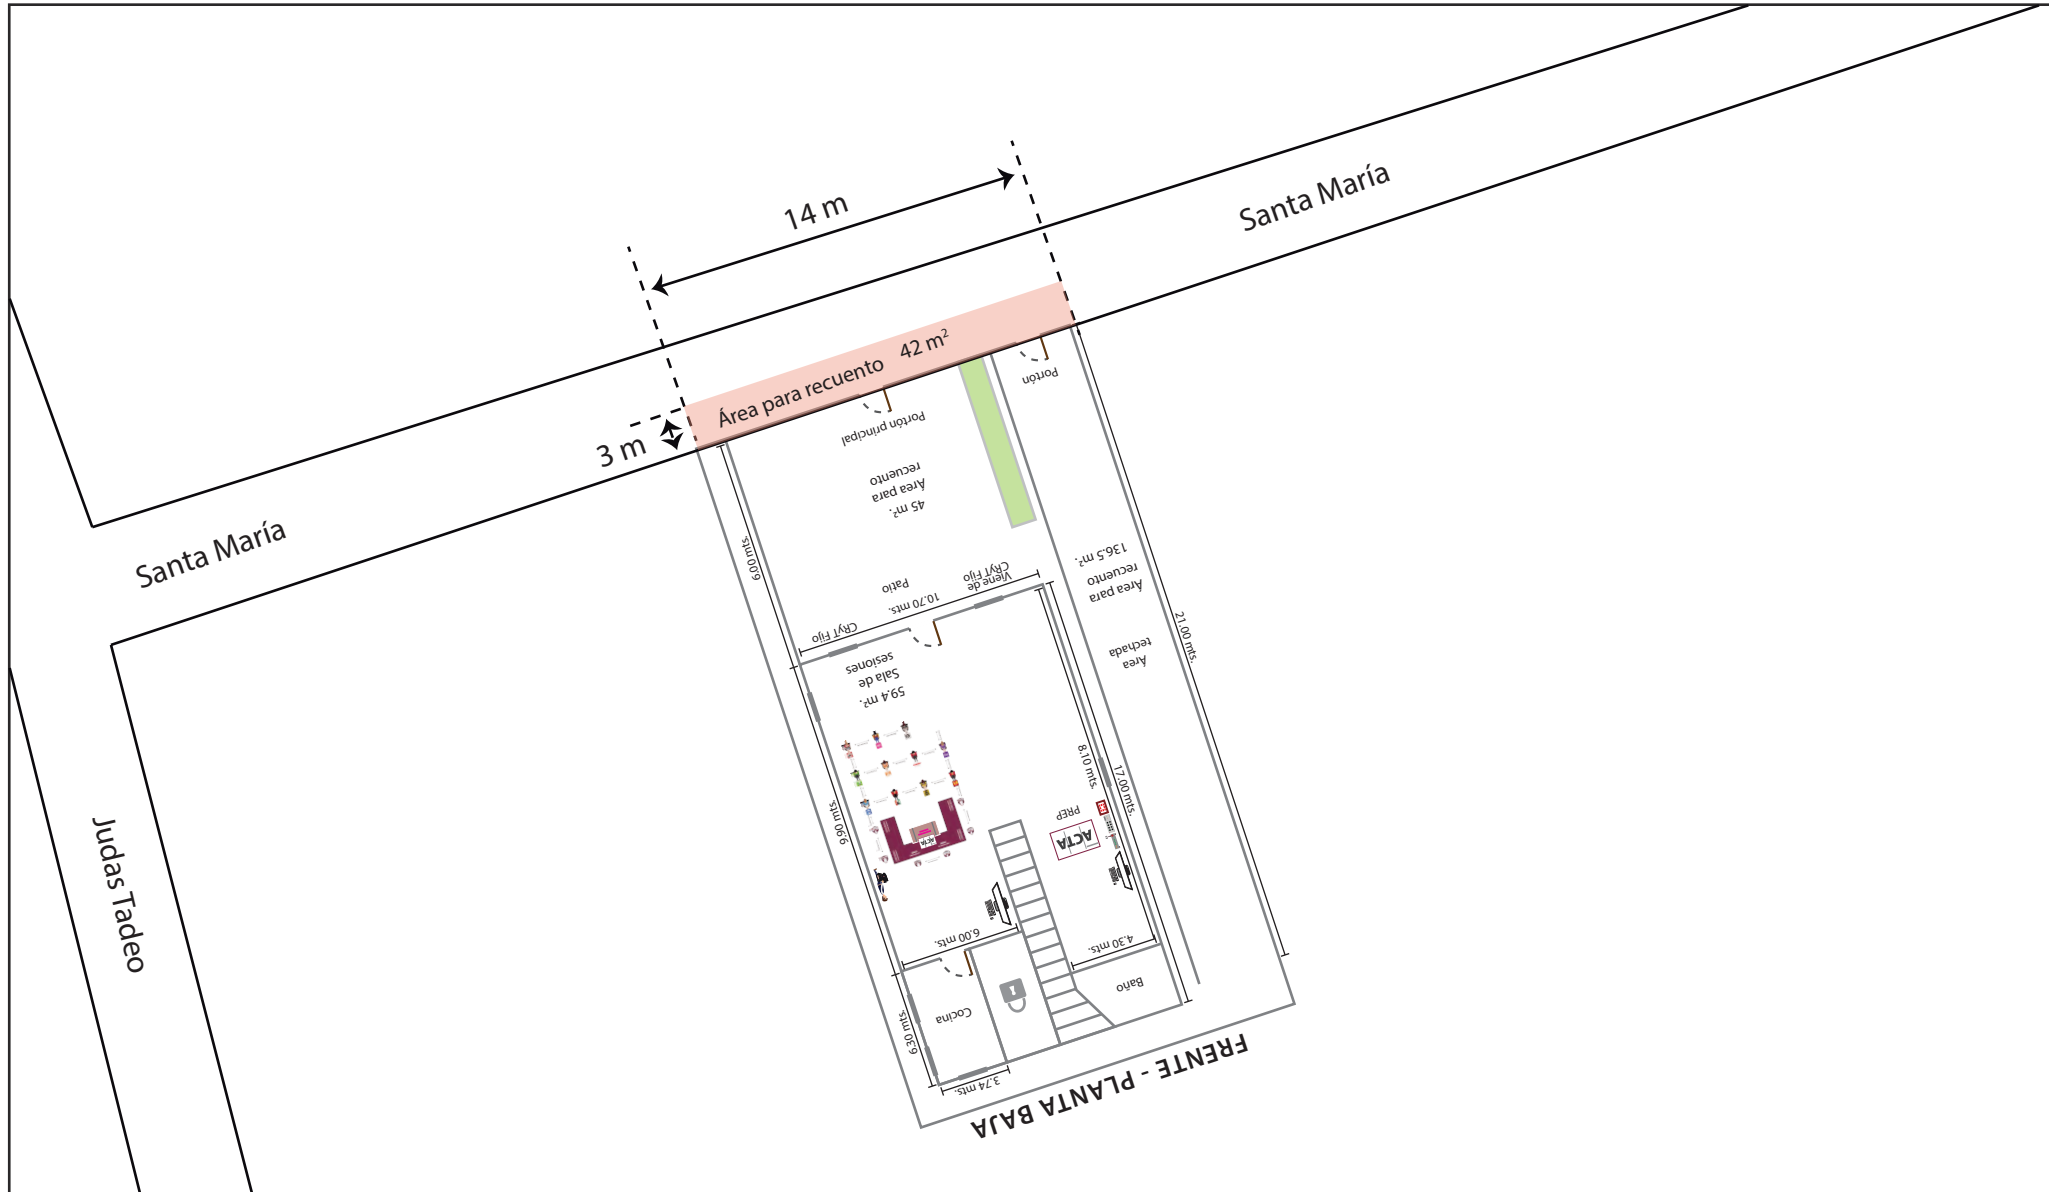 14 m
Santa María
Área para recuento 42 m²
3 m
Portón
Portón principal
45 m².
Área para
recuento
6.00 mts.
Patio
Viene de
CRyT Fijo
10.70 mts.
CRyT Fijo
136.5 m².
Área para
recuento
Área
techada
21.00 mts.
59.4 m².
Sala de
sesiones
8.10 mts.
17.00 mts.
PREP
ACTA
ACTA
9.90 mts.
6.00 mts.
4.30 mts.
Baño
Cocina
6.30 mts.
3.74 mts.
FRENTE - PLANTA BAJA
Santa María
Judas Tadeo